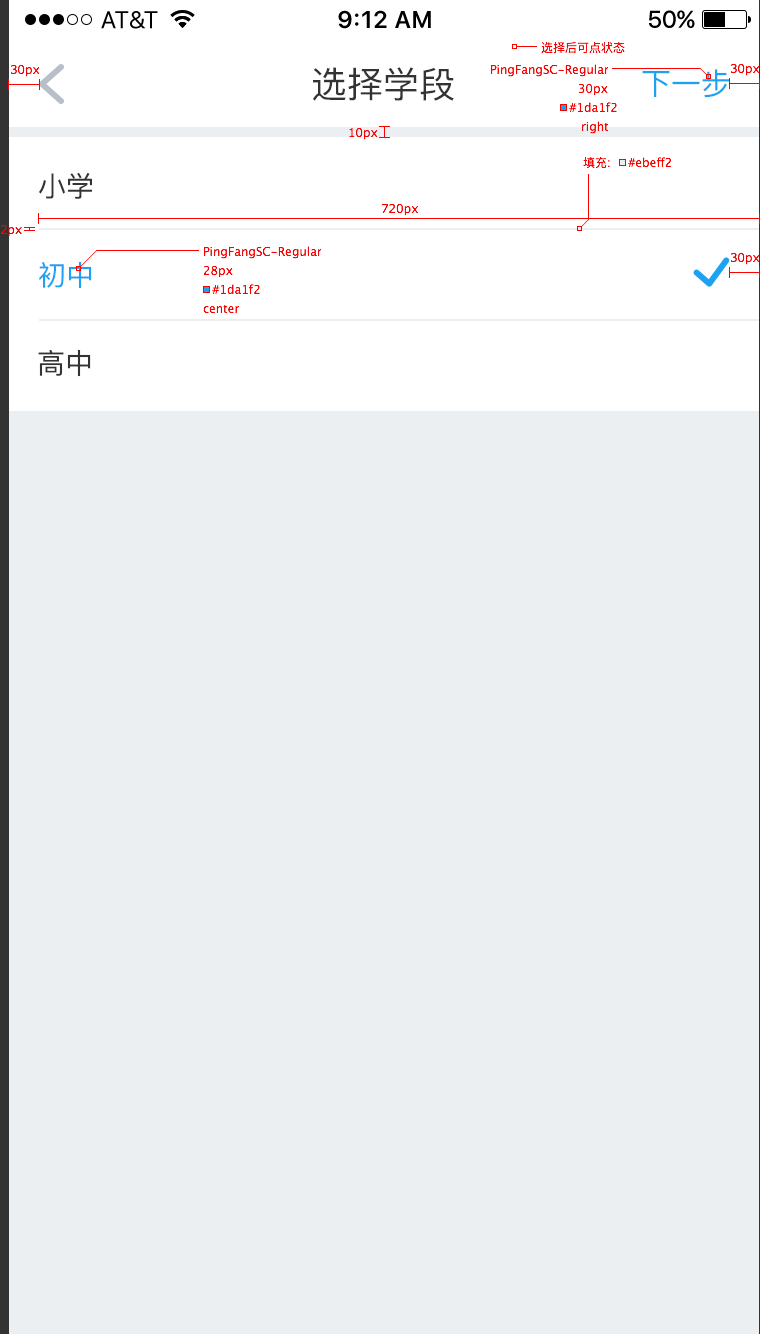 AT&T 9:12 AM 50%
选择后可点状态
30px 选择学段 PingFangSC-Regular 下一步 30px
30px
#1da1f2
right
10px
填充: #ebeff2
小学
720px
2px
初中 PingFangSC-Regular 30px
28px
#1da1f2
center
高中